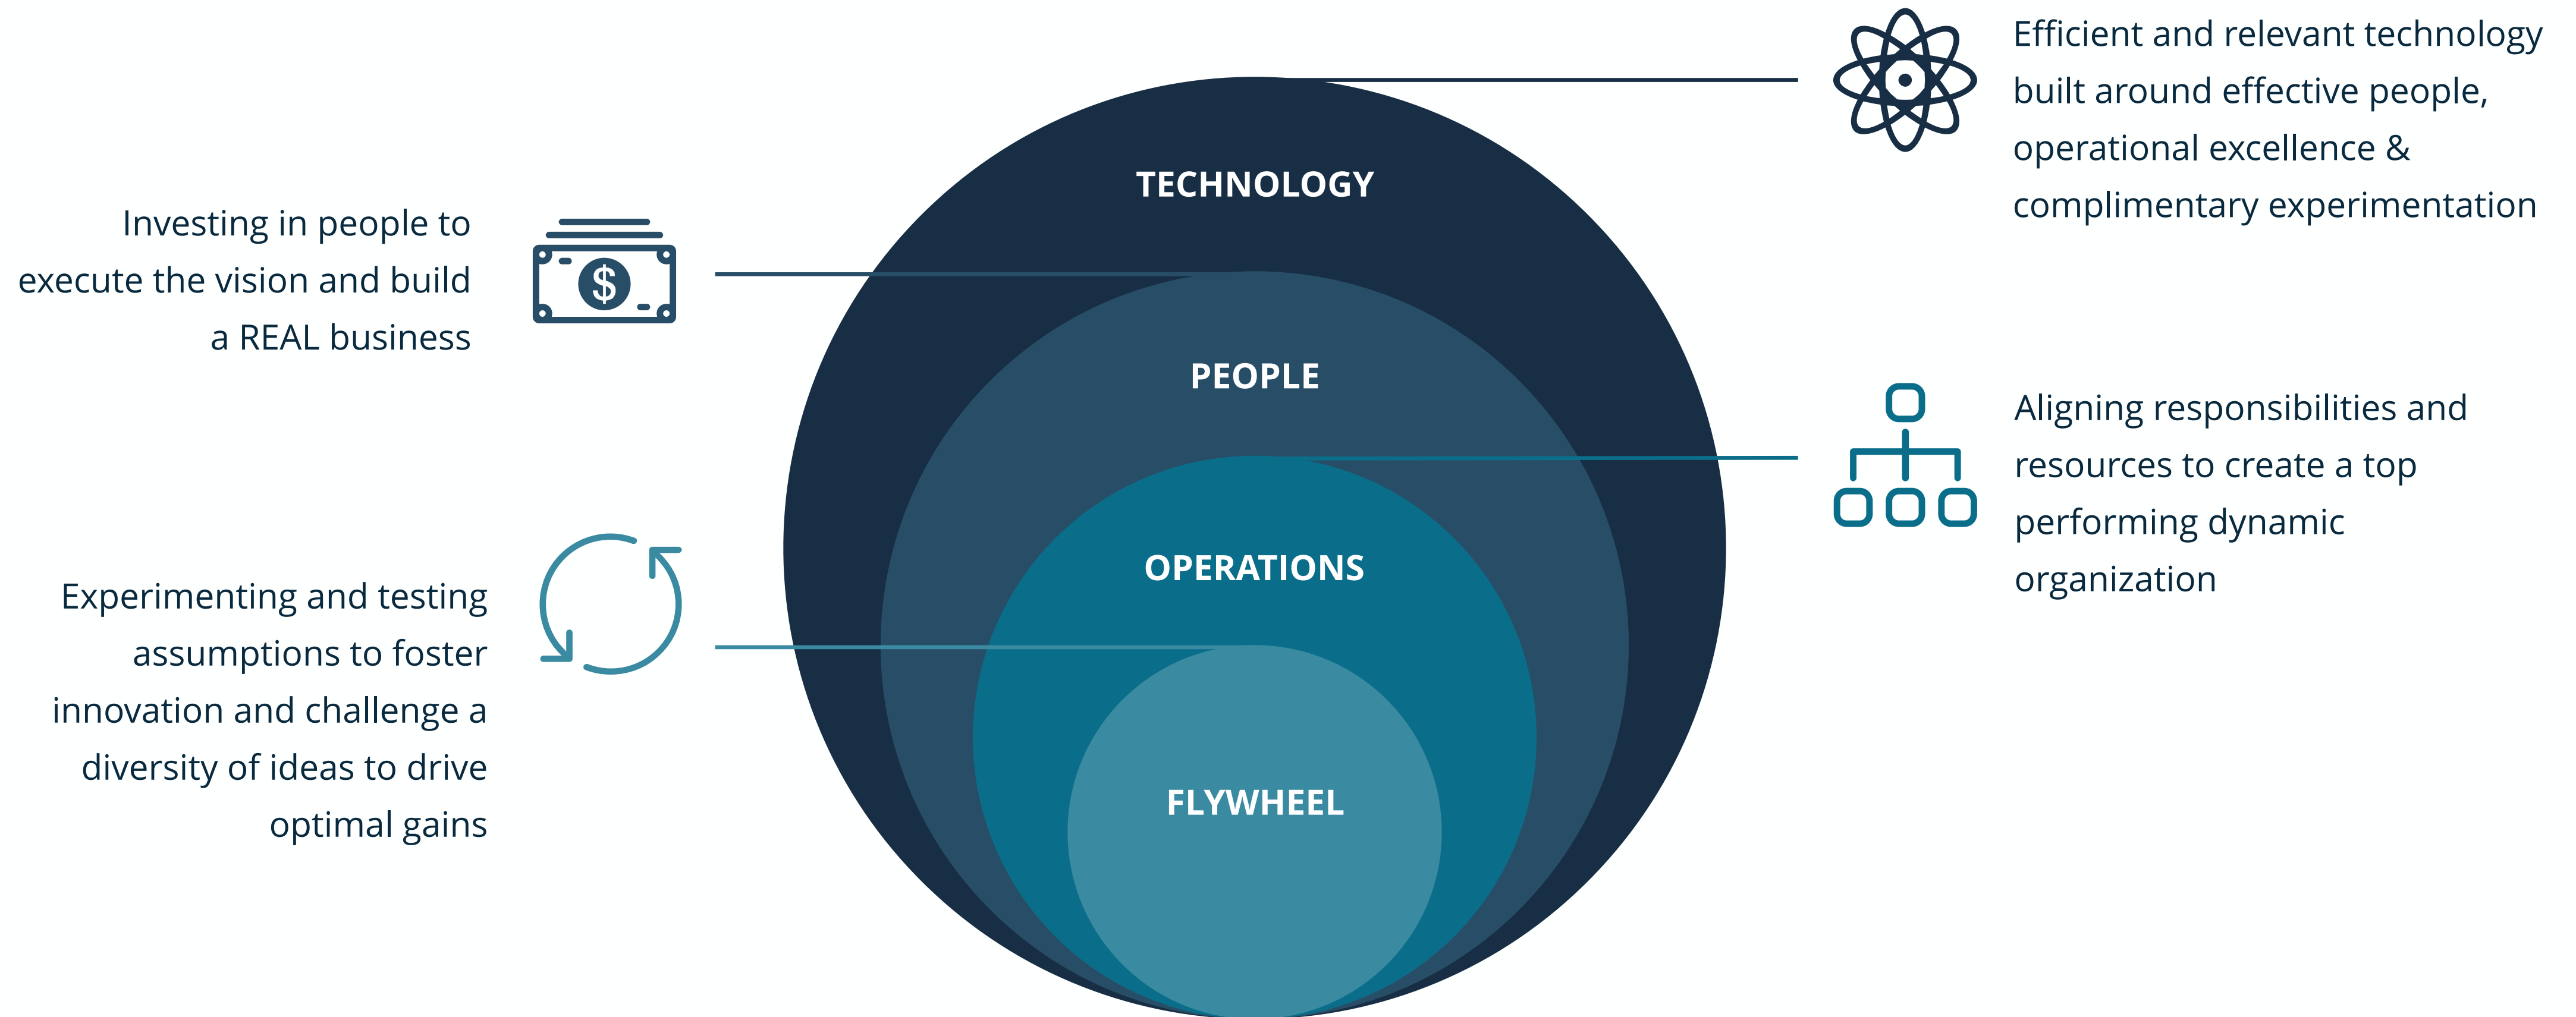 Efficient and relevant technology
built around effective people,
operational excellence &
complimentary experimentation
TECHNOLOGY
Investing in people to
execute the vision and build
a REAL business
$
PEOPLE
Aligning responsibilities and
resources to create a top
performing dynamic
organization
OPERATIONS
Experimenting and testing
assumptions to foster
innovation and challenge a
diversity of ideas to drive
optimal gains
FLYWHEEL